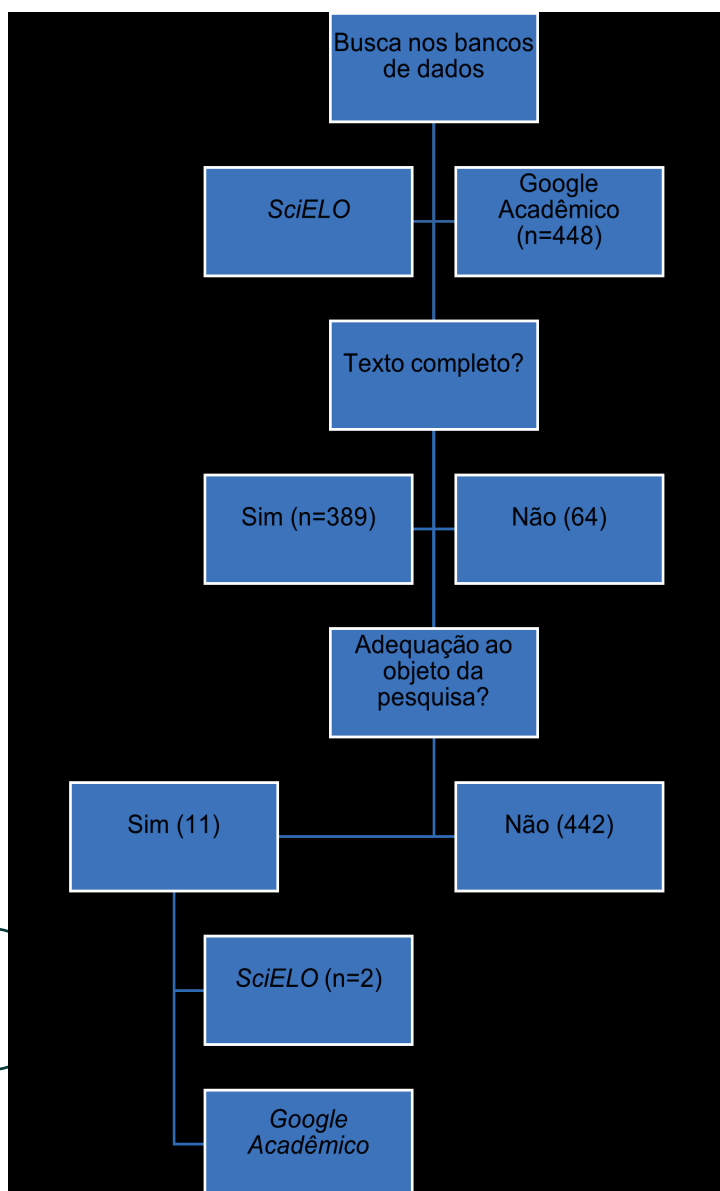 Busca nos bancos
de dados
SciELO
Google
Acadêmico
(n=448)
Texto completo?
Sim (n=389)
Não (64)
Adequação ao
objeto da
pesquisa?
Sim (11)
Não (442)
SciELO (n=2)
Google
Acadêmico